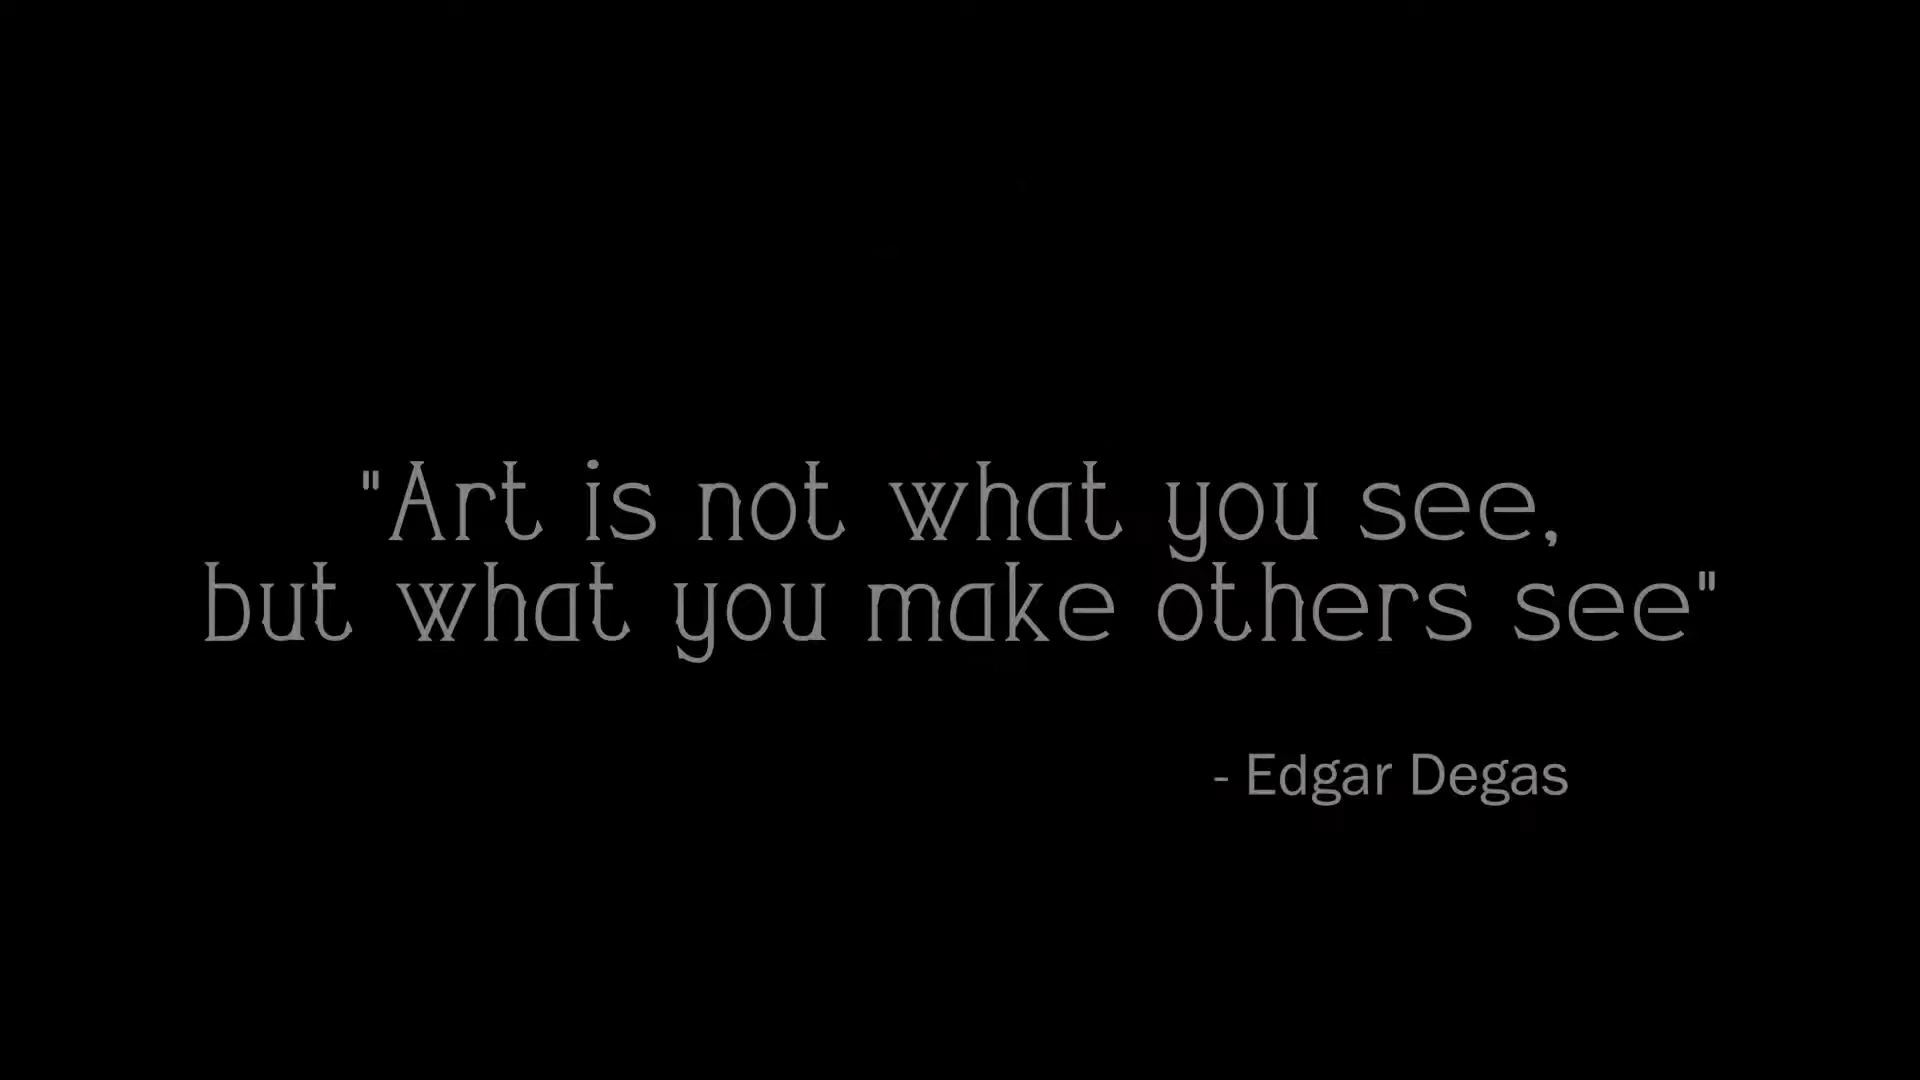 "Art is not what you see,
but what you make others see"
- Edgar Degas